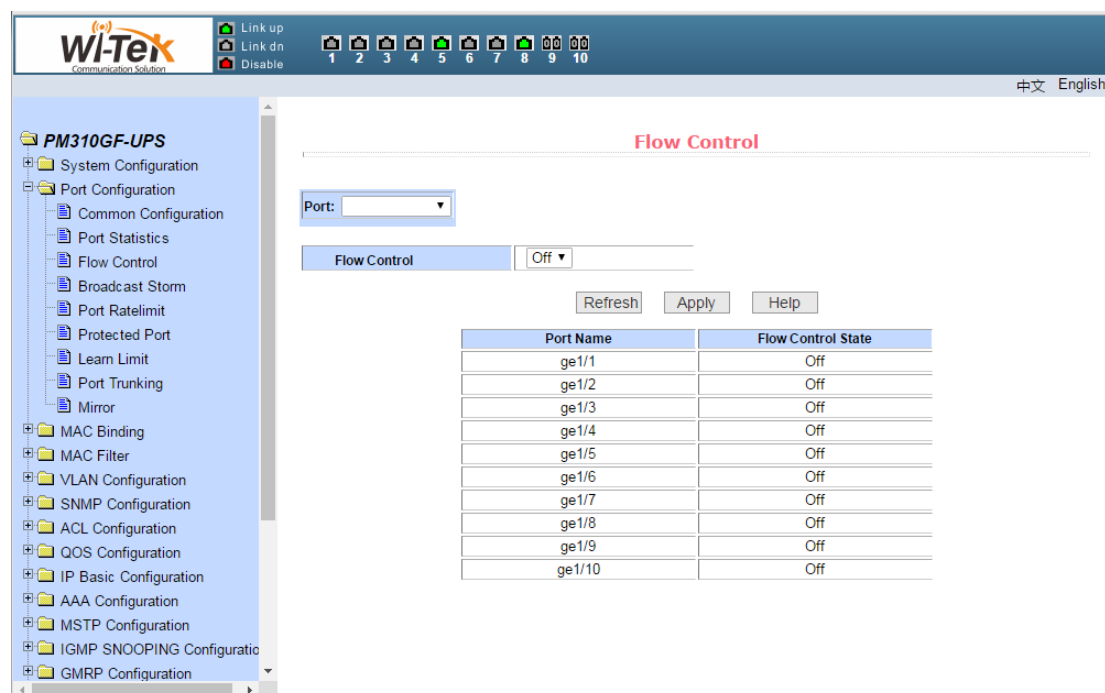 Wi-Tek
Communication Solution
Link up
Link dn
Disable
1 2 3 4 5 6 7 8 9 10
中文 English
PM310GF-UPS
System Configuration
Port Configuration
Common Configuration
Port Statistics
Flow Control
Broadcast Storm
Port Ratelimit
Protected Port
Learn Limit
Port Trunking
Mirror
MAC Binding
MAC Filter
VLAN Configuration
SNMP Configuration
ACL Configuration
QOS Configuration
IP Basic Configuration
AAA Configuration
MSTP Configuration
IGMP SNOOPING Configuratio
GMRP Configuration
Flow Control
Port:
Flow Control Off
Refresh Apply Help
Port Name Flow Control State
ge1/1 Off
ge1/2 Off
ge1/3 Off
ge1/4 Off
ge1/5 Off
ge1/6 Off
ge1/7 Off
ge1/8 Off
ge1/9 Off
ge1/10 Off